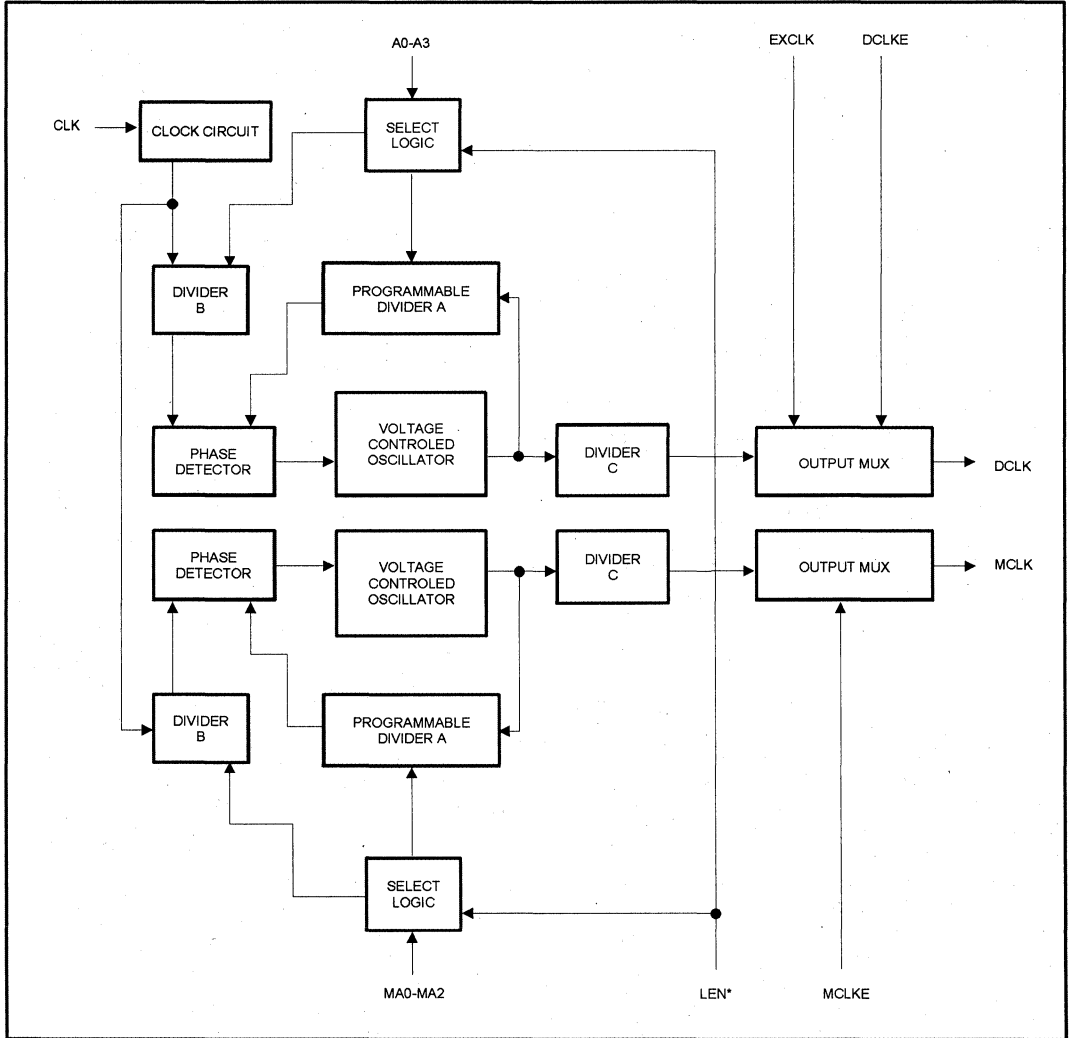 A0-A3
EXCLK
DCLKE
CLK
CLOCK CIRCUIT
SELECT
LOGIC
DIVIDER
B
PROGRAMMABLE
DIVIDER A
PHASE
DETECTOR
VOLTAGE
CONTROLED
OSCILLATOR
DIVIDER
C
OUTPUT MUX
DCLK
PHASE
DETECTOR
VOLTAGE
CONTROLED
OSCILLATOR
DIVIDER
C
OUTPUT MUX
MCLK
DIVIDER
B
PROGRAMMABLE
DIVIDER A
SELECT
LOGIC
MA0-MA2
LEN*
MCLKE